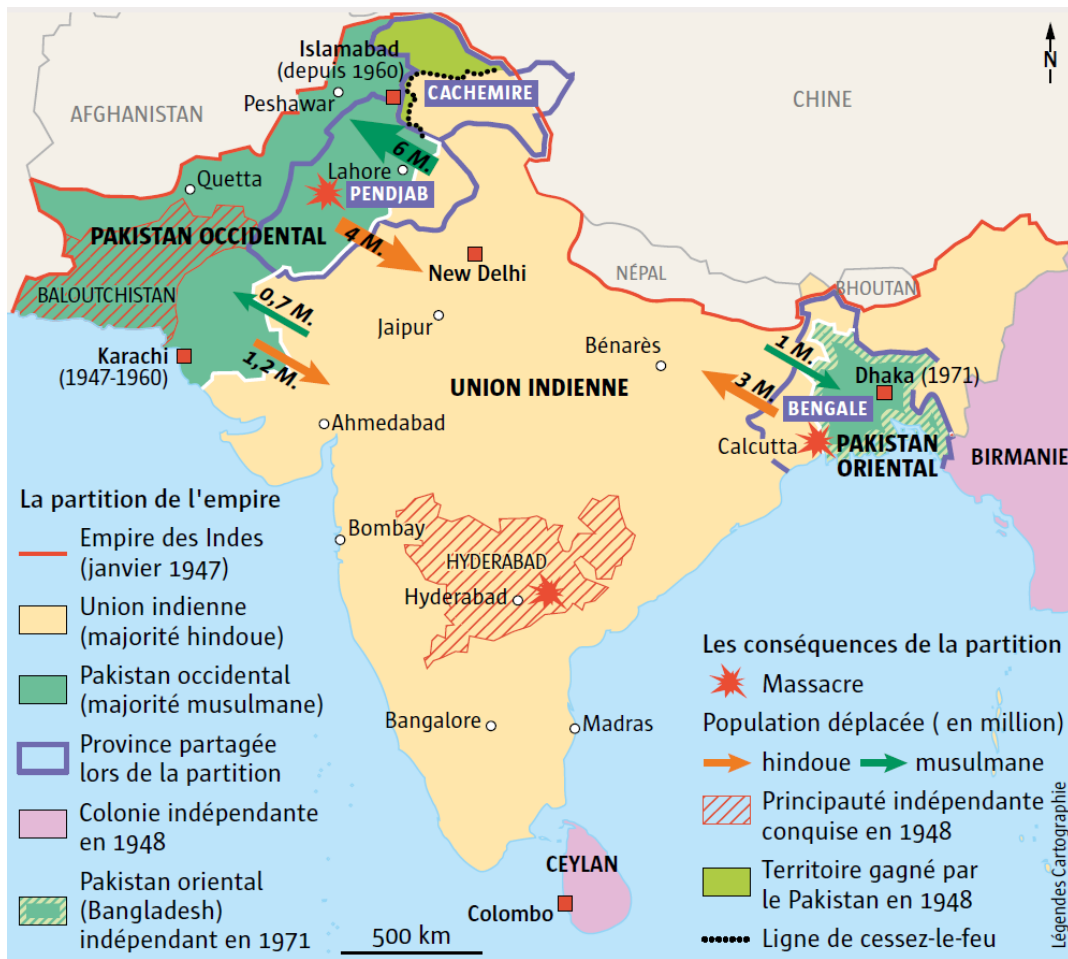 N
AFGHANISTAN
CHINE
Islamabad
(depuis 1960)
Peshawar
CACHEMIRE
6 M.
Lahore
PENDJAB
Quetta
PAKISTAN OCCIDENTAL
4 M.
New Delhi
NÉPAL
BHOUTAN
BALOUTCHISTAN
0,7 M.
Jaipur
Karachi
(1947-1960)
1,2 M.
Bénarès
1 M.
Dhaka (1971)
UNION INDIENNE
3 M.
BENGALE
Ahmedabad
Calcutta
PAKISTAN
ORIENTAL
BIRMANIE
Bombay
HYDERABAD
Hyderabad
Bangalore
Madras
CEYLAN
Colombo
500 km
La partition de l'empire
Empire des Indes
(janvier 1947)
Union indienne
(majorité hindoue)
Pakistan occidental
(majorité musulmane)
Province partagée
lors de la partition
Colonie indépendante
en 1948
Pakistan oriental
(Bangladesh)
indépendant en 1971
Les conséquences de la partition
Massacre
Population déplacée ( en million)
hindoue
musulmane
Principauté indépendante
conquise en 1948
Territoire gagné par
le Pakistan en 1948
Ligne de cessez-le-feu
Légendes Cartographie